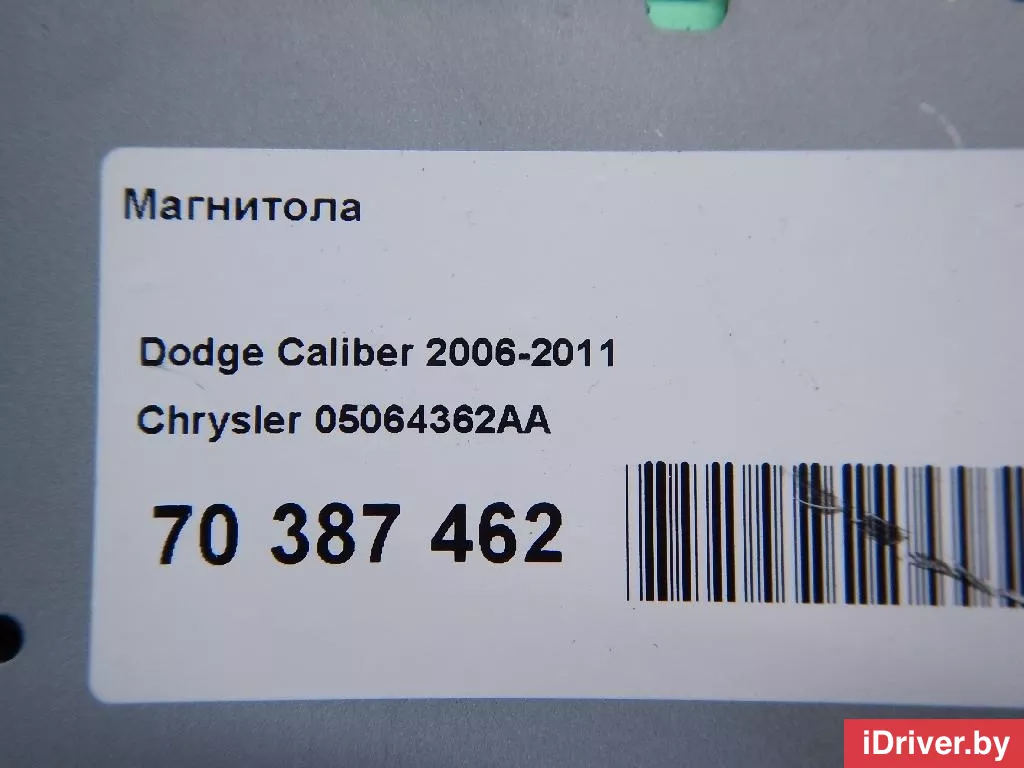 Магнитола
Dodge Caliber 2006-2011
Chrysler 05064362AA
70 387 462
iDriver.by